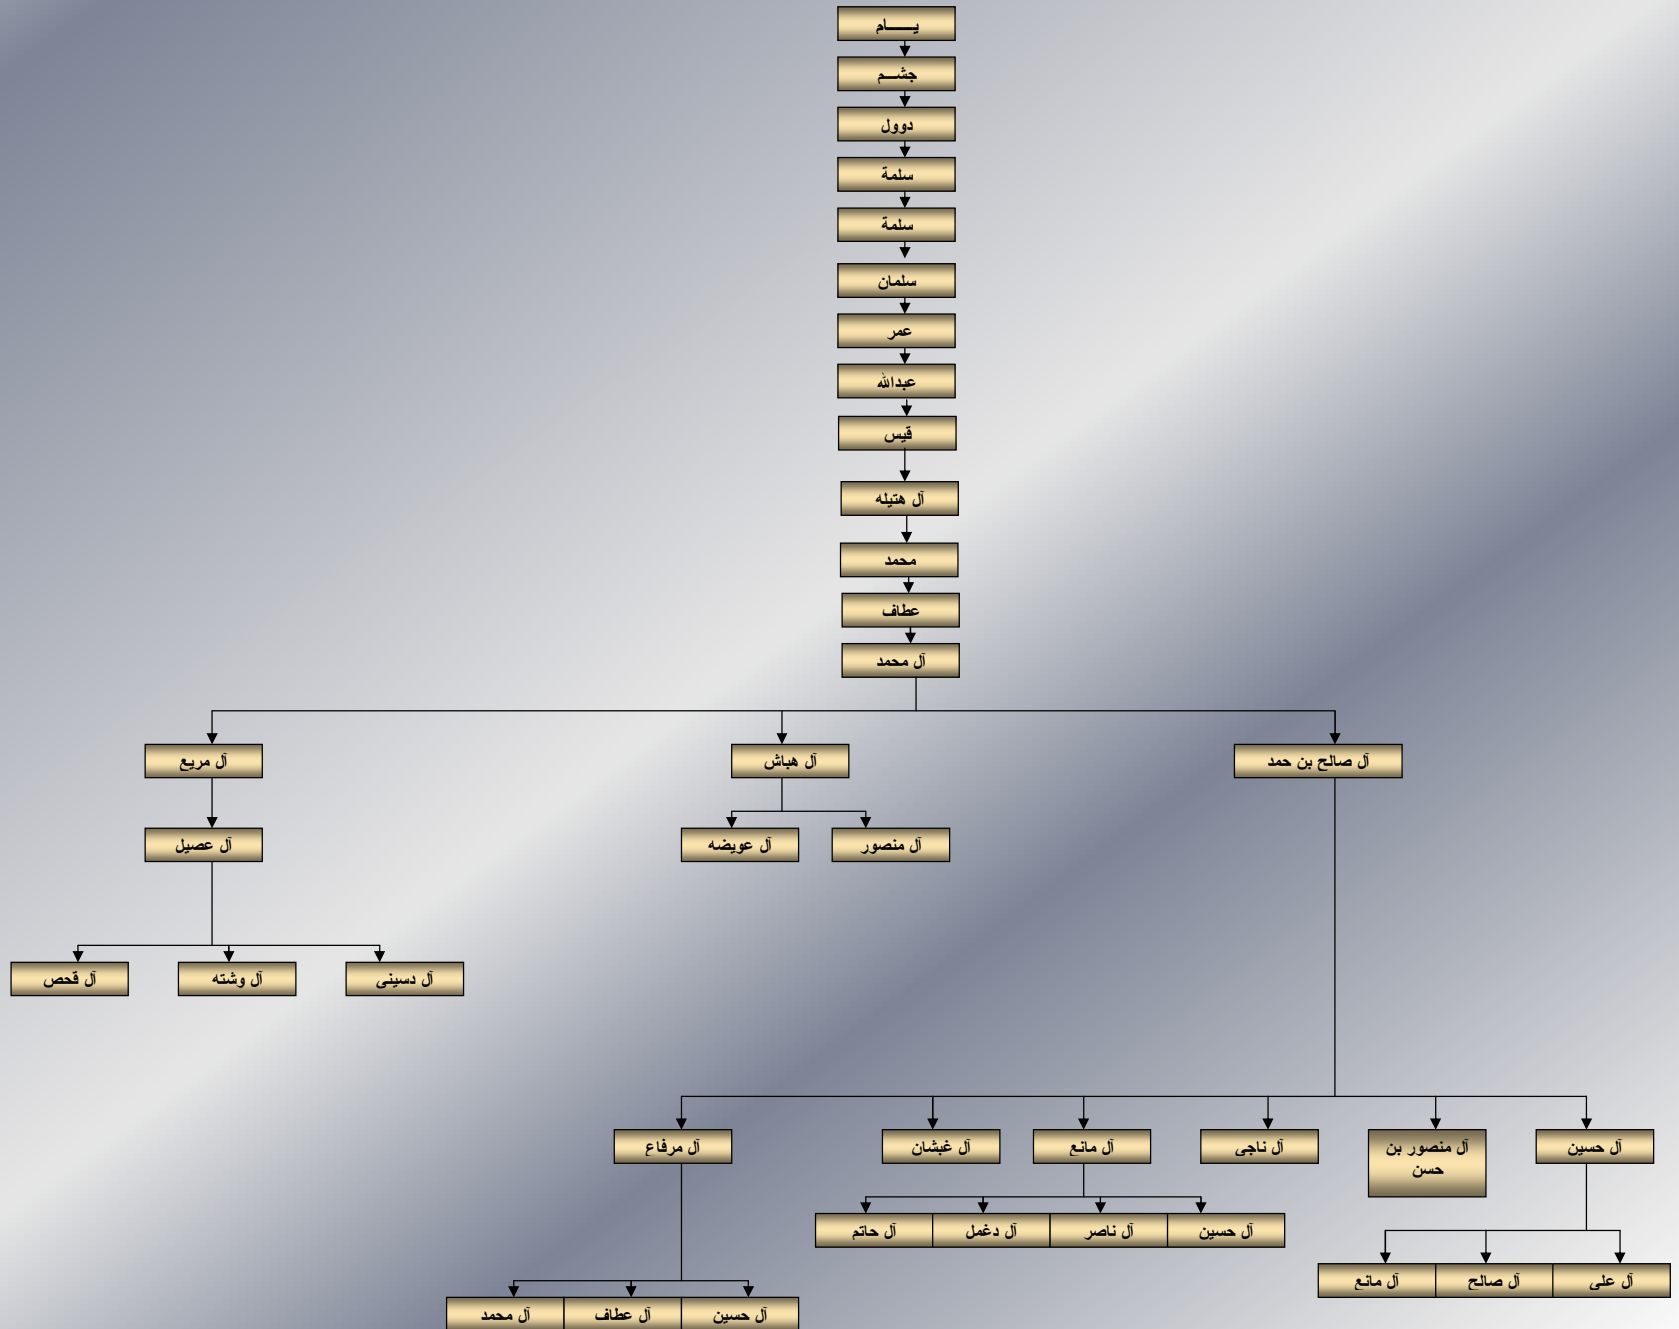 يـــــام
جشـــم
دوول
سلمة
سلمة
سلمان
عمر
عبدالله
قيس
آل هتيله
محمد
عطاف
آل محمد
آل صالح بن حمد
آل هباش
آل مريع
آل منصور
آل عويضه
آل عصيل
آل دسينى
آل وشته
آل قحص
آل حسين
آل منصور بن
حسن
آل ناجى
آل مانع
آل غبشان
آل مرفاع
آل حسين
آل ناصر
آل دغمل
آل حاتم
آل على
آل صالح
آل مانع
آل حسين
آل عطاف
آل محمد